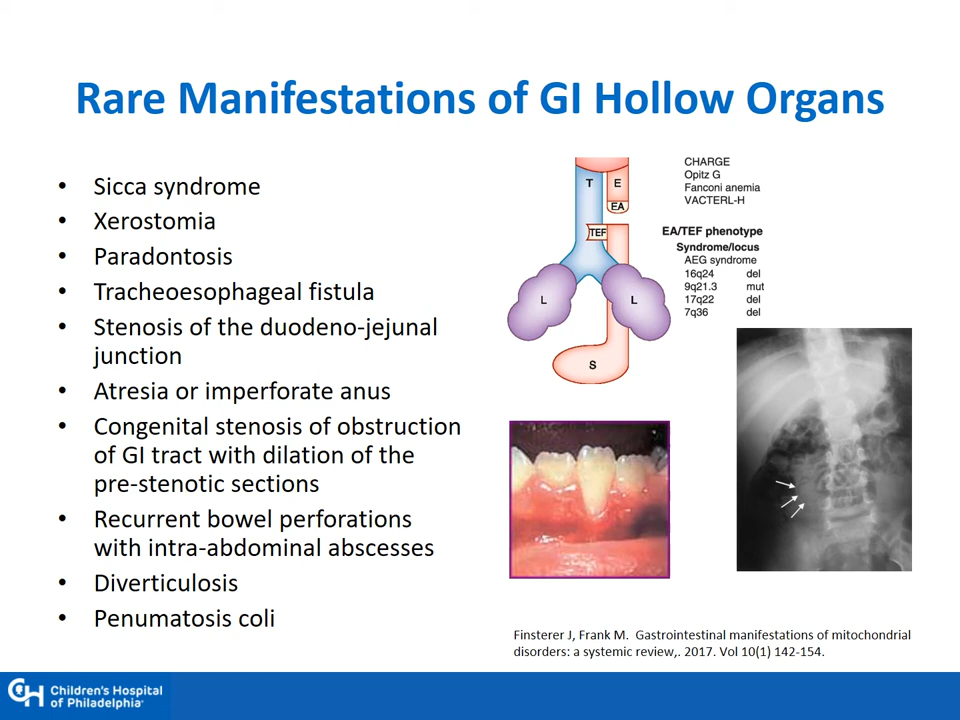 Rare Manifestations of GI Hollow Organs
• Sicca syndrome
• Xerostomia
• Paradontosis
• Tracheoesophageal fistula
• Stenosis of the duodeno-jejunal
junction
• Atresia or imperforate anus
• Congenital stenosis of obstruction
of GI tract with dilation of the
pre-stenotic sections
• Recurrent bowel perforations
with intra-abdominal abscesses
• Diverticulosis
• Penumatosis coli
T E
EA
TEF
L L
S
CHARGE
Opitz G
Fanconi anemia
VACTERL-H
EA/TEF phenotype
Syndrome/locus
AEG syndrome
16q24 del
9q21.3 mut
17q22 del
7q36 del
Finsterer J, Frank M. Gastrointestinal manifestations of mitochondrial
disorders: a systemic review,. 2017. Vol 10(1) 142-154.
CH Children's Hospital
of Philadelphia